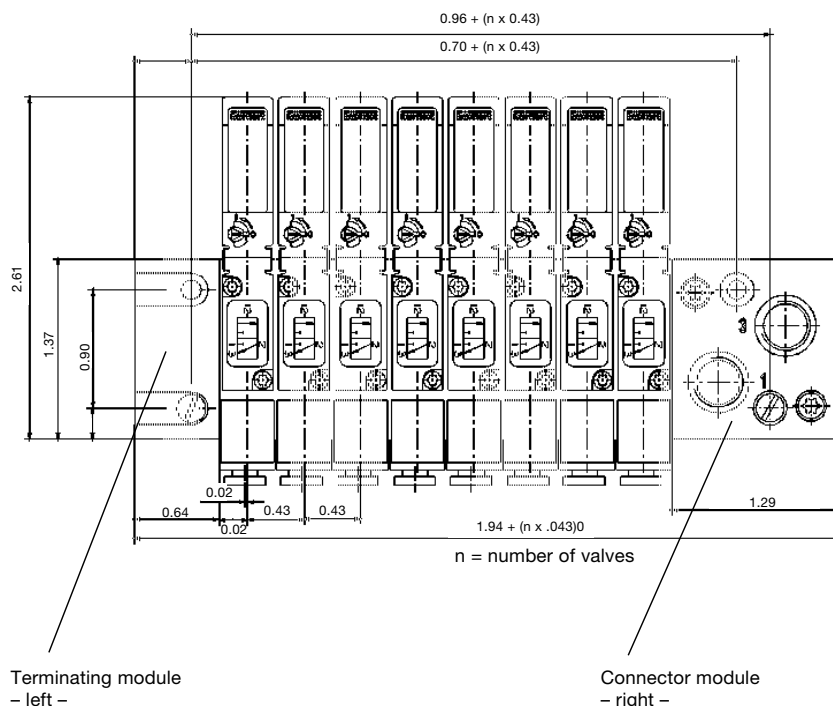 0.96 + (n x 0.43)
0.70 + (n x 0.43)
2.61
1.37
0.90
3
1
0.02
0.64
0.02
0.43
0.43
1.29
1.94 + (n x .043)0
n = number of valves
Terminating module
– left –
Connector module
– right –